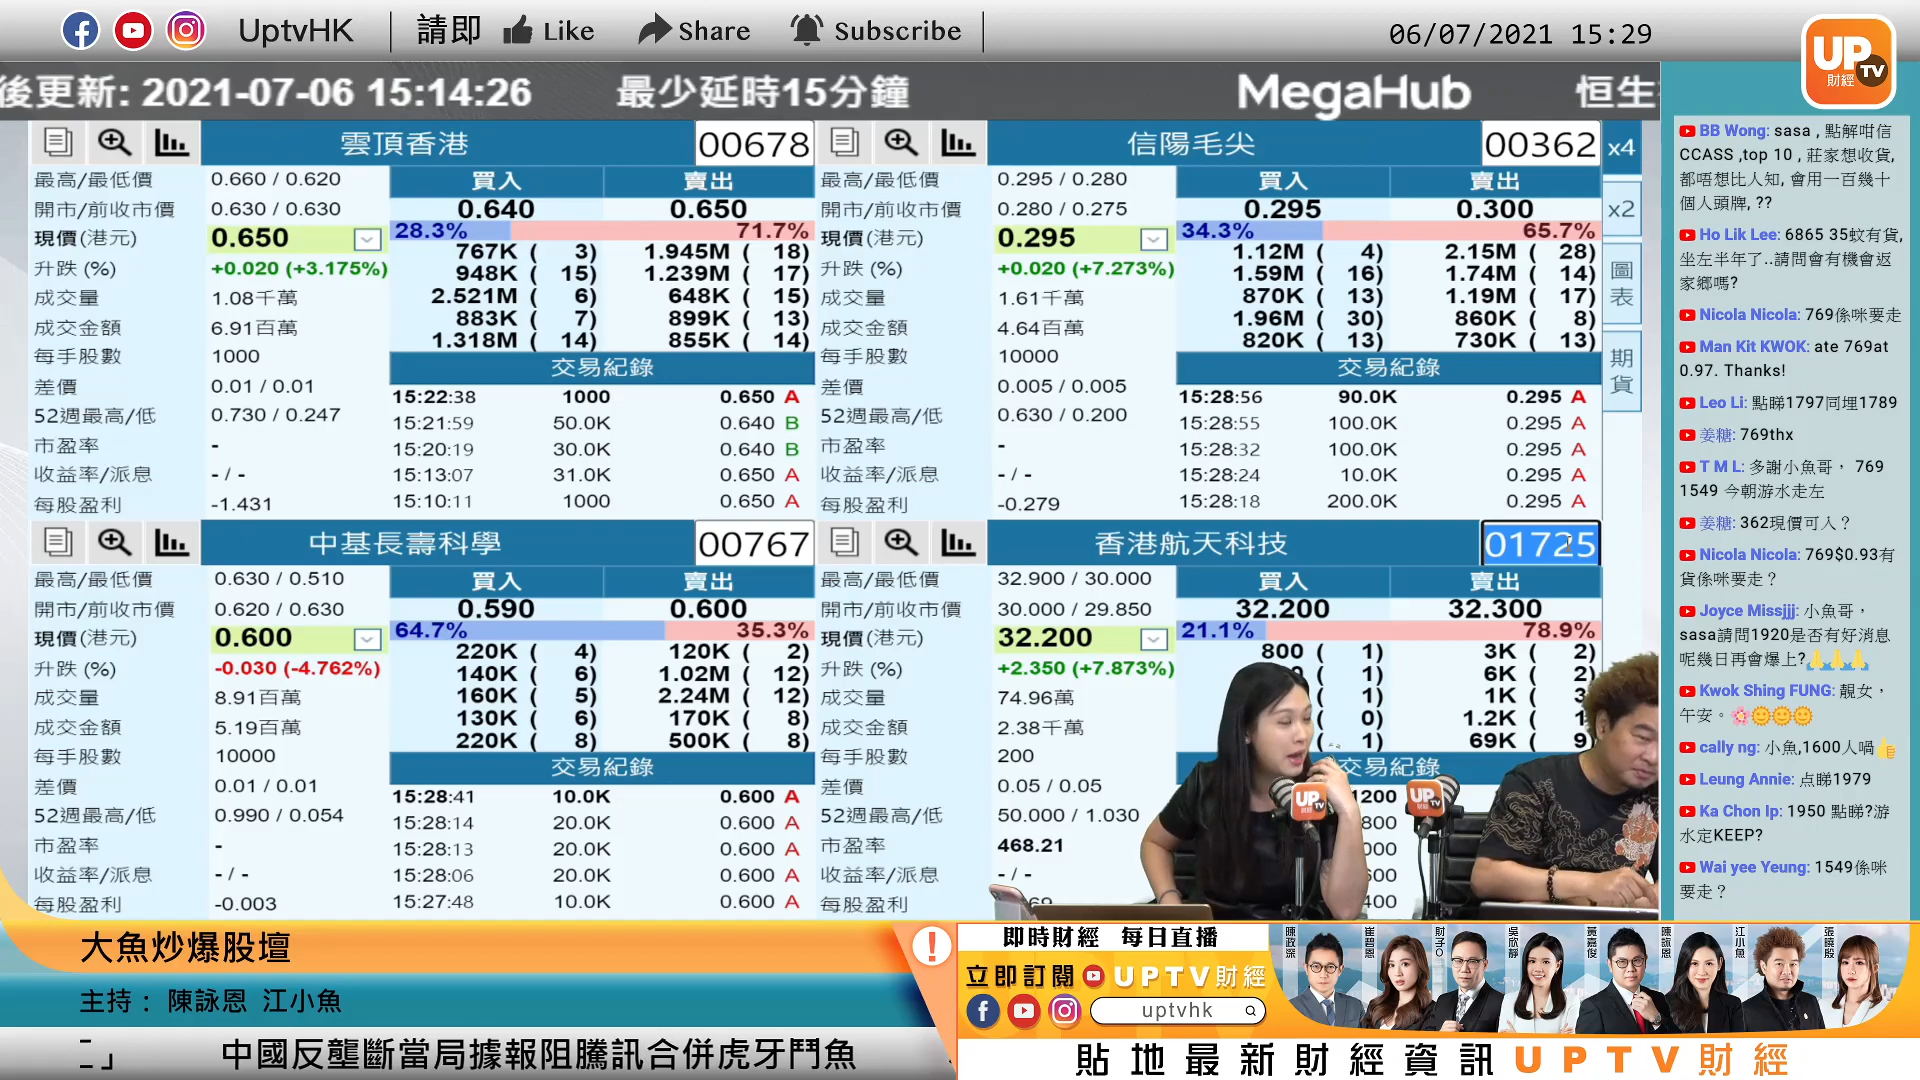 UptvHK
請即
Like
Share
Subscribe
06/07/2021 15:29
UP TV 財經
後更新: 2021-07-06 15:14:26 最少延時15分鐘 MegaHub 恒生
雲頂香港 00678
最高/最低價 0.660 / 0.620 買入 賣出
開市/前收市價 0.630 / 0.630 0.640 0.650
現價(港元) 0.650 28.3% 71.7%
767K ( 3) 1.945M ( 18)
升跌 (%) +0.020 (+3.175%) 948K ( 15) 1.239M ( 17)
成交量 1.08千萬 2.521M ( 6) 648K ( 15)
成交金額 6.91百萬 883K ( 7) 899K ( 13)
1.318M ( 14) 855K ( 14)
每手股數 1000 交易紀錄
差價 0.01 / 0.01 15:22:38 1000 0.650 A
52週最高/低 0.730 / 0.247 15:21:59 50.0K 0.640 B
市盈率 - 15:20:19 30.0K 0.640 B
收益率/派息 - / - 15:13:07 31.0K 0.650 A
每股盈利 -1.431 15:10:11 1000 0.650 A
信陽毛尖 00362
最高/最低價 0.295 / 0.280 買入 賣出
開市/前收市價 0.280 / 0.275 0.295 0.300
現價(港元) 0.295 34.3% 65.7%
1.12M ( 4) 2.15M ( 28)
升跌 (%) +0.020 (+7.273%) 1.59M ( 16) 1.74M ( 14)
成交量 1.61千萬 870K ( 13) 1.19M ( 17)
成交金額 4.64百萬 1.96M ( 30) 860K ( 8)
820K ( 13) 730K ( 13)
每手股數 10000 交易紀錄
差價 0.005 / 0.005 15:28:56 90.0K 0.295 A
52週最高/低 0.630 / 0.200 15:28:55 100.0K 0.295 A
市盈率 - 15:28:32 100.0K 0.295 A
收益率/派息 - / - 15:28:24 10.0K 0.295 A
每股盈利 -0.279 15:28:18 200.0K 0.295 A
x4
x2
圖表
期貨
中基長壽科學 00767
最高/最低價 0.630 / 0.510 買入 賣出
開市/前收市價 0.620 / 0.630 0.590 0.600
現價(港元) 0.600 64.7% 35.3%
220K ( 4) 120K ( 2)
升跌 (%) -0.030 (-4.762%) 140K ( 6) 1.02M ( 12)
成交量 8.91百萬 160K ( 5) 2.24M ( 12)
成交金額 5.19百萬 130K ( 6) 170K ( 8)
220K ( 8) 500K ( 8)
每手股數 10000 交易紀錄
差價 0.01 / 0.01 15:28:41 10.0K 0.600 A
52週最高/低 0.990 / 0.054 15:28:14 20.0K 0.600 A
市盈率 - 15:28:13 20.0K 0.600 A
收益率/派息 - / - 15:28:06 20.0K 0.600 A
每股盈利 -0.003 15:27:48 10.0K 0.600 A
香港航天科技 01725
最高/最低價 32.900 / 30.000 買入 賣出
開市/前收市價 30.000 / 29.850 32.200 32.300
現價(港元) 32.200 21.1% 78.9%
800 ( 1) 3K ( 2)
升跌 (%) +2.350 (+7.873%) ( 1) 6K ( 2)
成交量 74.96萬 ( 1) 1K ( 3
成交金額 2.38千萬 ( 0) 1.2K ( 1
( 1) 69K ( 9)
每手股數 200 交易紀錄
差價 0.05 / 0.05 1200
52週最高/低 50.000 / 1.030 800
市盈率 468.21 000
收益率/派息 - / -
每股盈利 400
BB Wong: sasa , 點解咁信
CCASS ,top 10 , 莊家想收貨,
都唔想比人知, 會用一百幾十
個人頭牌, ??
Ho Lik Lee: 6865 35蚊有貨,
坐左半年了..請問會有機會返
家鄉嗎?
Nicola Nicola: 769係咪要走
Man Kit KWOK: ate 769at
0.97. Thanks!
Leo Li: 點睇1797同埋1789
姜糖: 769thx
T M L: 多謝小魚哥， 769
1549 今朝游水走左
姜糖: 362現價可入？
Nicola Nicola: 769$0.93有
貨係咪要走？
Joyce Missjjj: 小魚哥，
sasa請問1920是否有好消息
呢幾日再會爆上?🙏🙏🙏
Kwok Shing FUNG: 靚女，
午安。🌸🌞🌞🌞
cally ng: 小魚,1600人喎👍
Leung Annie: 点睇1979
Ka Chon Ip: 1950 點睇?游
水定KEEP?
Wai yee Yeung: 1549係咪
要走？
UP TV
UP TV
大魚炒爆股壇
主持： 陳詠恩 江小魚
」 中國反壟斷當局據報阻騰訊合併虎牙鬥魚
即時財經 每日直播
立即訂閱 UPTV財經
uptvhk
陳政深 崔碧恩 財子O 吳欣靜 黃嘉俊 陳詠恩 江小魚 張曉殷
貼地最新財經資訊UPTV財經